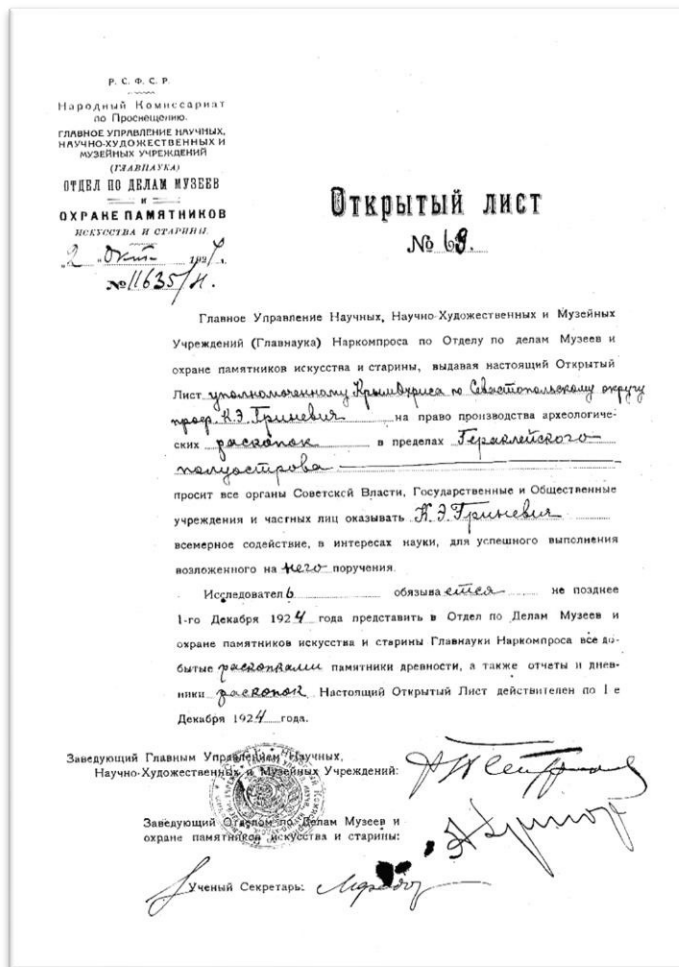 Р. С. Ф. С. Р.
Народный Комиссариат
по Просвещению.
ГЛАВНОЕ УПРАВЛЕНИЕ НАУЧНЫХ,
НАУЧНО-ХУДОЖЕСТВЕННЫХ И
МУЗЕЙНЫХ УЧРЕЖДЕНИЙ
(ГЛАВНАУКА)
ОТДЕЛ ПО ДЕЛАМ МУЗЕЕВ
и
ОХРАНЕ ПАМЯТНИКОВ
ИСКУССТВА И СТАРИНЫ.
„2 „ Окт. 1924 г.
№ 11635/н.
Открытый лист
№ 69.
Главное Управление Научных, Научно-Художественных и Музейных
Учреждений (Главнаука) Наркомпроса по Отделу по делам Музеев и
охране памятников искусства и старины, выдавая настоящий Открытый
Лист уполномоченному Крымохриса по Севастопольскому округу
проф. К. Э. Гриневич на право производства археологиче-
ских раскопок в пределах Гераклейского
полуострова
просит все органы Советской Власти, Государственные и Общественные
учреждения и частных лиц оказывать К. Э. Гриневич
всемерное содействие, в интересах науки, для успешного выполнения
возложенного на него поручения.
Исследователь обязывается не позднее
1-го Декабря 1924 года представить в Отдел по Делам Музеев и
охране памятников искусства и старины Главнауки Наркомпроса все до-
бытые раскопками памятники древности, а также отчеты и днев-
ники раскопок. Настоящий Открытый Лист действителен по 1 е
Декабря 1924 года.
Заведующий Главным Управлением Научных,
Научно-Художественных и Музейных Учреждений:
Заведующий Отделом по Делам Музеев и
охране памятников искусства и старины:
Ученый Секретарь: